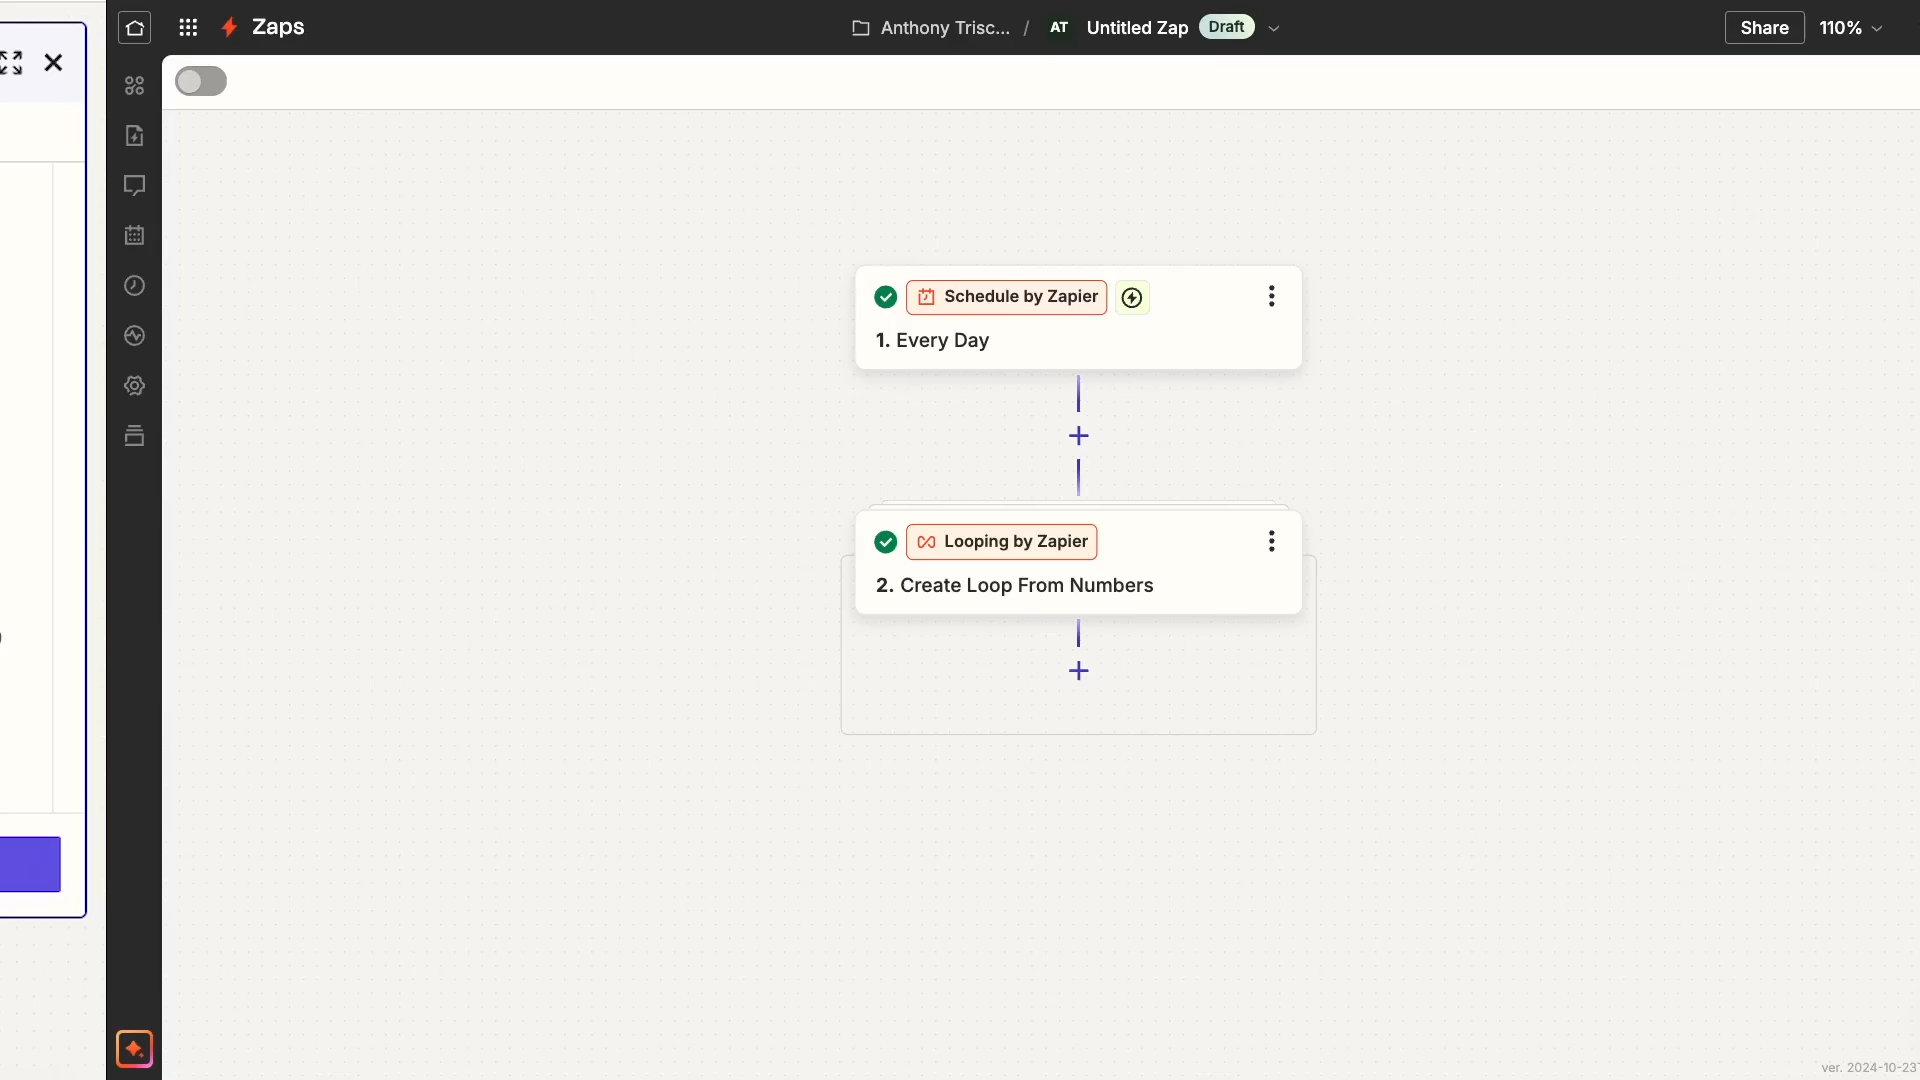 Zaps
Anthony Trisc... / AT Untitled Zap Draft
Share 110%
Schedule by Zapier
1. Every Day
Looping by Zapier
2. Create Loop From Numbers
ver. 2024-10-23